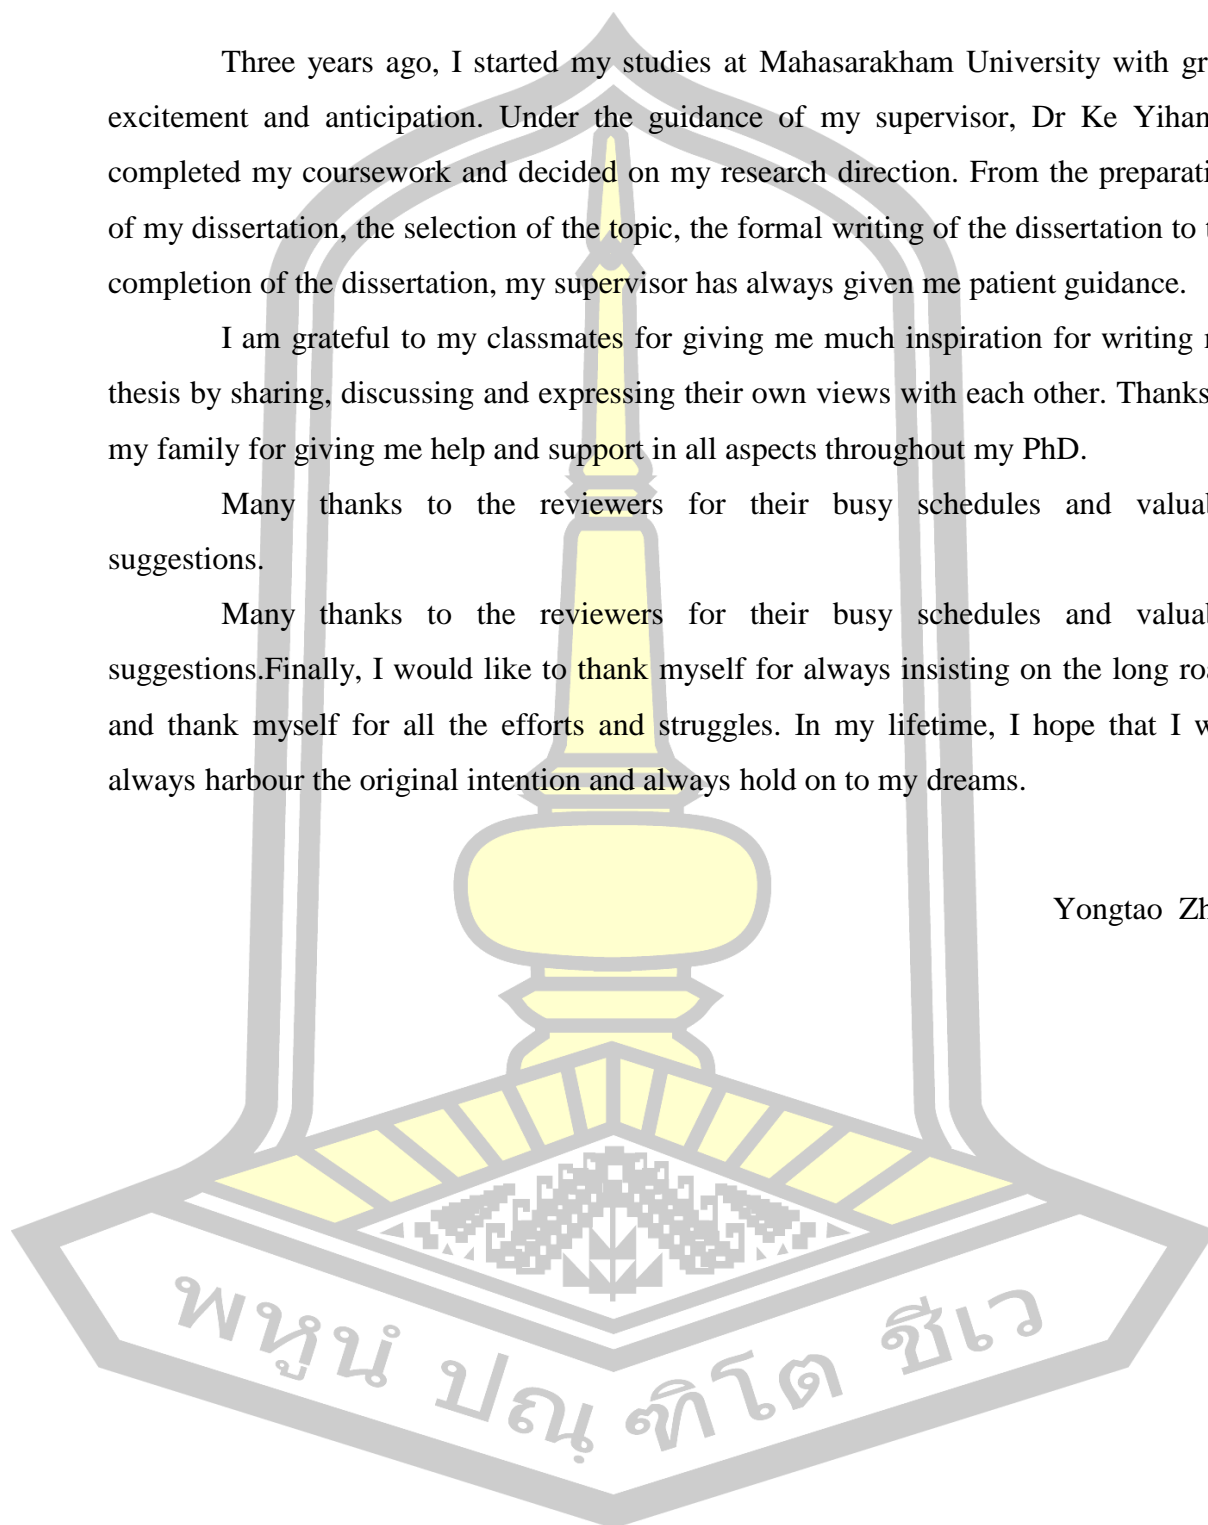 Three years ago, I started my studies at Mahasarakham University with gr
excitement and anticipation. Under the guidance of my supervisor, Dr Ke Yihan
completed my coursework and decided on my research direction. From the preparati
of my dissertation, the selection of the topic, the formal writing of the dissertation to t
completion of the dissertation, my supervisor has always given me patient guidance.
I am grateful to my classmates for giving me much inspiration for writing
thesis by sharing, discussing and expressing their own views with each other. Thanks
my family for giving me help and support in all aspects throughout my PhD.
Many thanks to the reviewers for their busy schedules and valuab
suggestions.
Many thanks to the reviewers for their busy schedules and valuab
suggestions.Finally, I would like to thank myself for always insisting on the long roa
and thank myself for all the efforts and struggles. In my lifetime, I hope that I w
always harbour the original intention and always hold on to my dreams.
Yongtao Zh
พหูนํ ปณฺ ฑิโต ชีเว